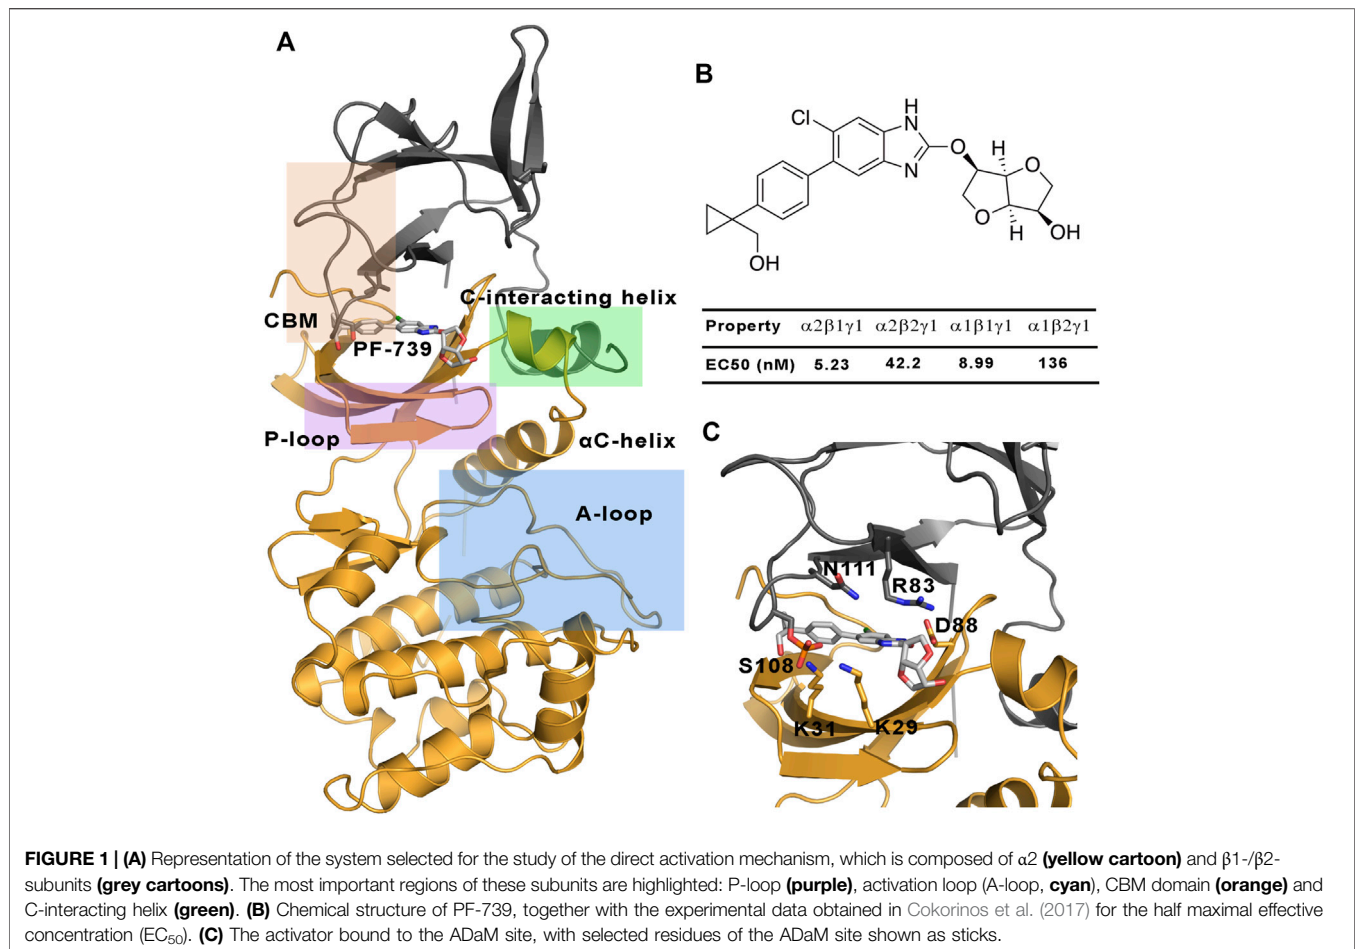 A
C-interacting helix
CBM
PF-739
P-loop
αC-helix
A-loop
B
Cl
H
N
N
O
H
O
O
H
OH
OH
Property α2β1γ1 α2β2γ1 α1β1γ1 α1β2γ1
EC50 (nM) 5.23 42.2 8.99 136
C
N111
R83
D88
S108
K31
K29
FIGURE 1 | (A) Representation of the system selected for the study of the direct activation mechanism, which is composed of α2 (yellow cartoon) and β1-/β2-
subunits (grey cartoons). The most important regions of these subunits are highlighted: P-loop (purple), activation loop (A-loop, cyan), CBM domain (orange) and
C-interacting helix (green). (B) Chemical structure of PF-739, together with the experimental data obtained in Cokorinos et al. (2017) for the half maximal effective
concentration (EC50). (C) The activator bound to the ADaM site, with selected residues of the ADaM site shown as sticks.